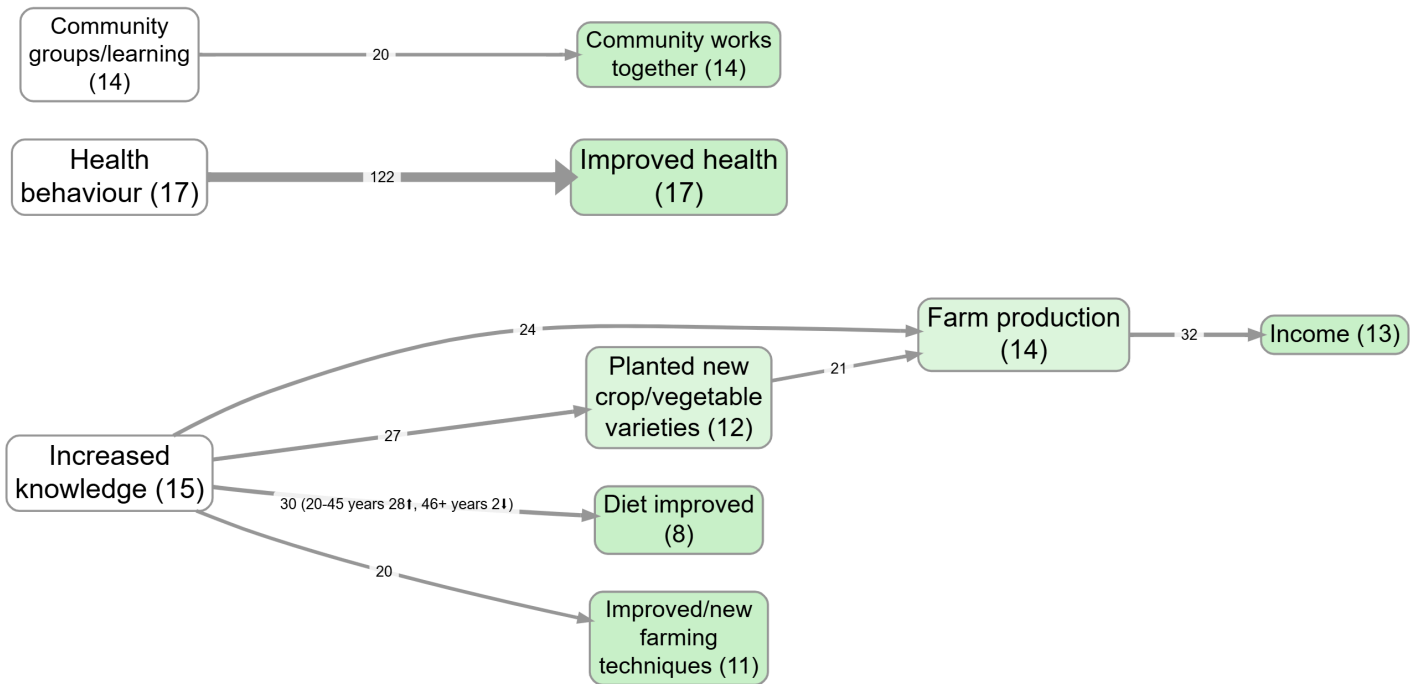 Community
groups/learning
(14)
20
Community works
together (14)
Health
behaviour (17)
122
Improved health
(17)
24
Farm production
(14)
32
Income (13)
Planted new
crop/vegetable
varieties (12)
21
27
Increased
knowledge (15)
30 (20-45 years 28⬆, 46+ years 2⬇)
Diet improved
(8)
20
Improved/new
farming
techniques (11)